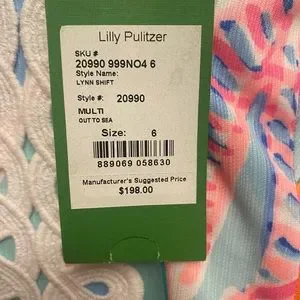 Lilly Pulitzer
SKU #
20990 999NO4 6
Style Name:
LYNN SHIFT
Style #: 20990
MULTI
OUT TO SEA
Size: 6
889069 058630
Manufacturer's Suggested Price
$198.00